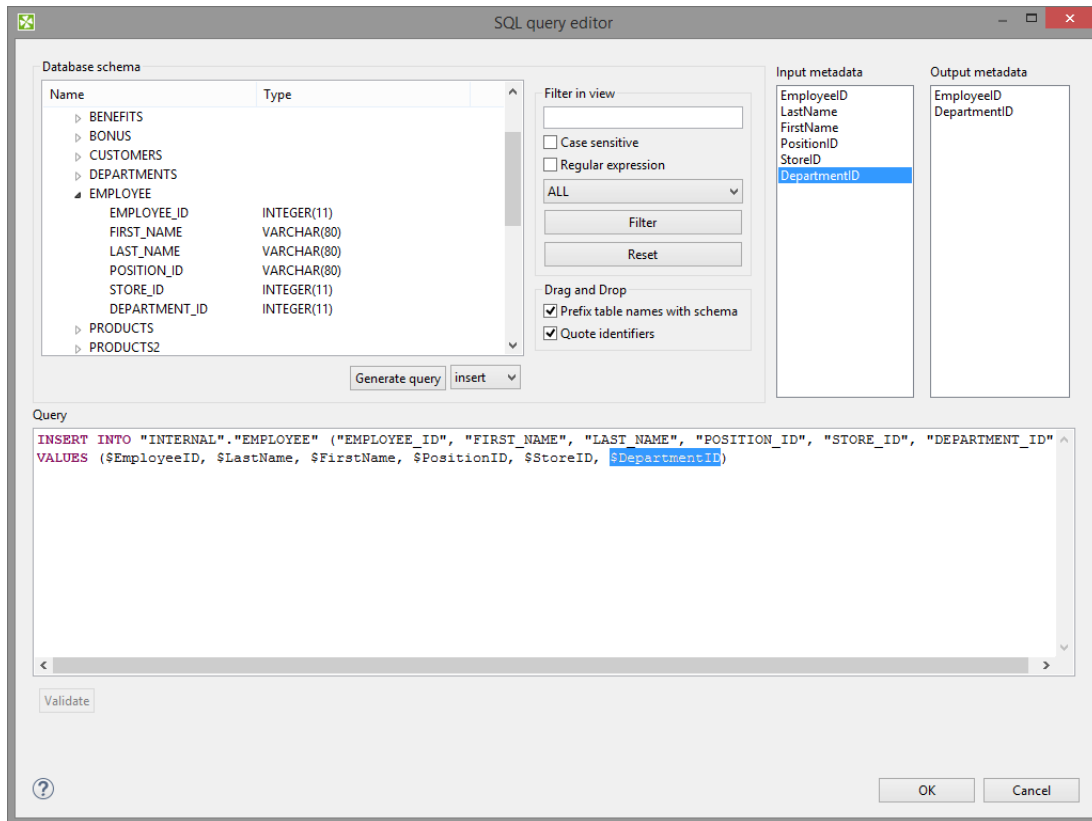 SQL query editor
Database schema
Name Type
BENEFITS
BONUS
CUSTOMERS
DEPARTMENTS
EMPLOYEE
EMPLOYEE_ID INTEGER(11)
FIRST_NAME VARCHAR(80)
LAST_NAME VARCHAR(80)
POSITION_ID VARCHAR(80)
STORE_ID INTEGER(11)
DEPARTMENT_ID INTEGER(11)
PRODUCTS
PRODUCTS2
Generate query insert
Filter in view
Case sensitive
Regular expression
ALL
Filter
Reset
Drag and Drop
Prefix table names with schema
Quote identifiers
Input metadata
EmployeeID
LastName
FirstName
PositionID
StoreID
DepartmentID
Output metadata
EmployeeID
DepartmentID
Query
INSERT INTO "INTERNAL"."EMPLOYEE" ("EMPLOYEE_ID", "FIRST_NAME", "LAST_NAME", "POSITION_ID", "STORE_ID", "DEPARTMENT_ID"
VALUES ($EmployeeID, $LastName, $FirstName, $PositionID, $StoreID, $DepartmentID)
Validate
?
OK Cancel